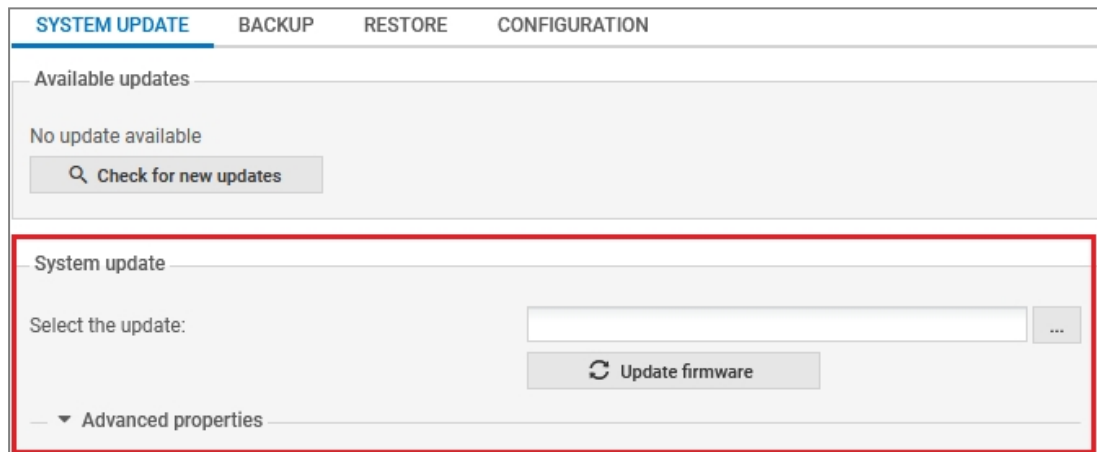 SYSTEM UPDATE BACKUP RESTORE CONFIGURATION
Available updates
No update available
Check for new updates
System update
Select the update: ...
Update firmware
Advanced properties